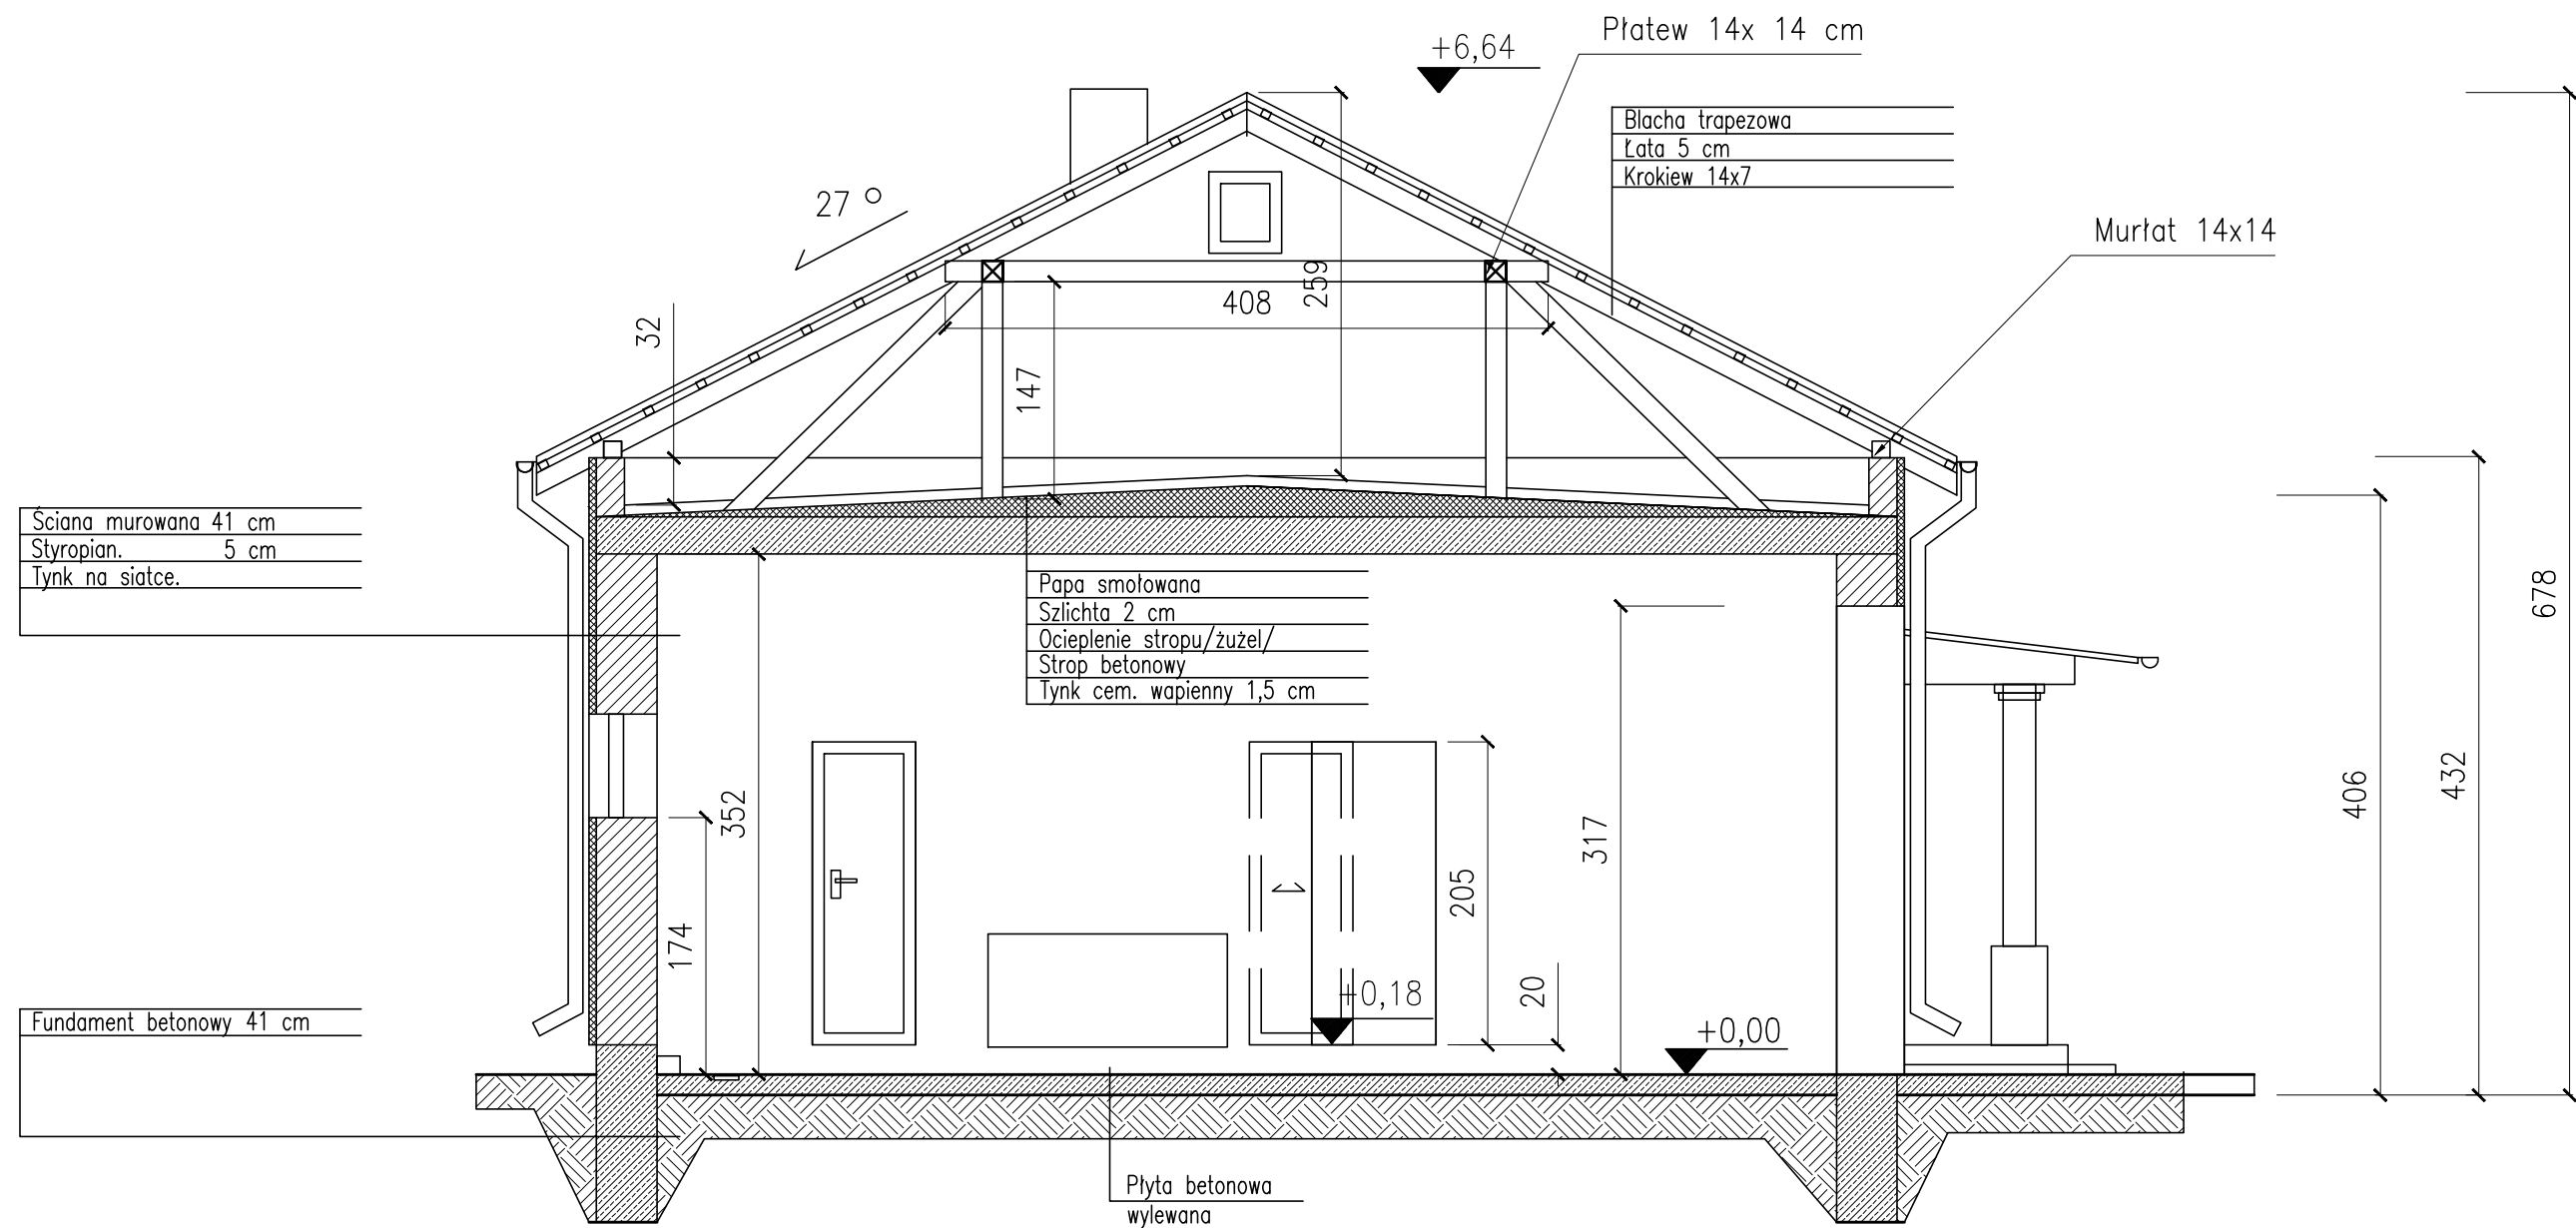 Płatew 14x 14 cm
+6,64
Blacha trapezowa
Łata 5 cm
Krokiew 14x7
27 °
Murłat 14x14
259
408
32
147
678
Ściana murowana 41 cm
Styropian. 5 cm
Tynk na siatce.
Papa smołowana
Szlichta 2 cm
Ocieplenie stropu/żużel/
Strop betonowy
Tynk cem. wapienny 1,5 cm
432
406
352
317
205
174
20
+0,18
+0,00
Fundament betonowy 41 cm
Płyta betonowa
wylewana